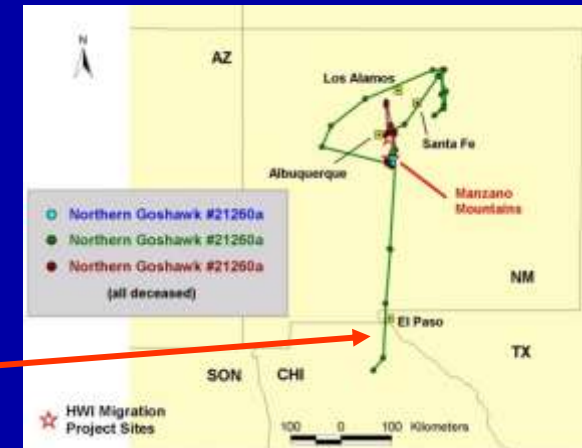 N
AZ
Los Alamos
Santa Fe
Albuquerque
Manzano
Mountains
Northern Goshawk #21260a
Northern Goshawk #21260a
Northern Goshawk #21260a
(all deceased)
NM
El Paso
TX
SON
CHI
HWI Migration
Project Sites
100 0 100 Kilometers